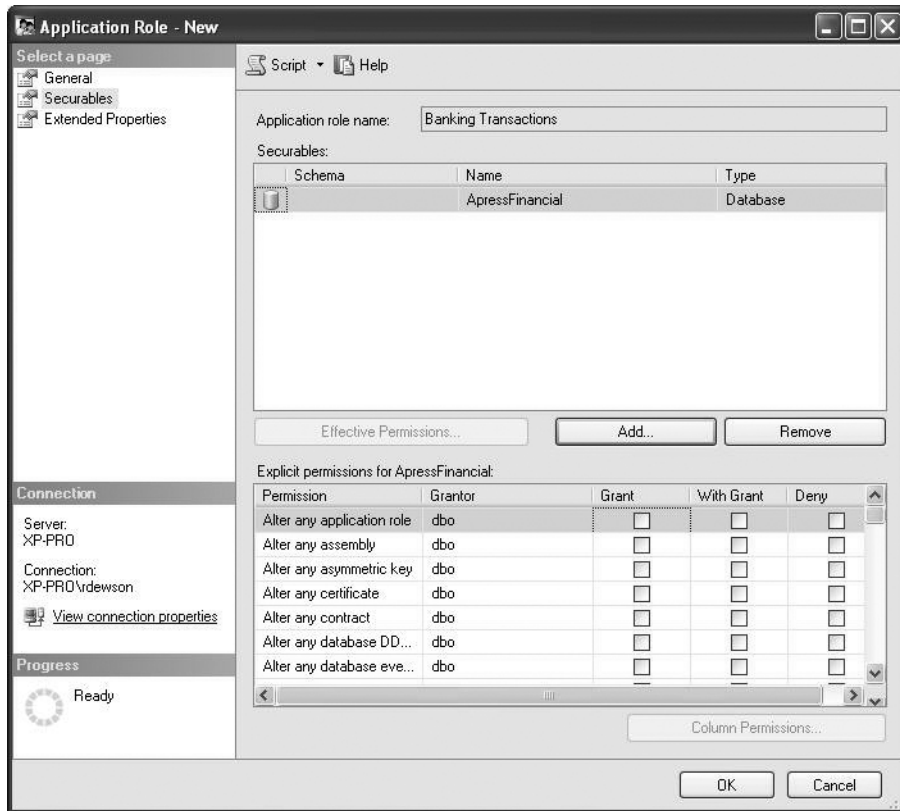 Application Role - New
Select a page
General
Securables
Extended Properties
Script Help
Application role name: Banking Transactions
Securables:
Schema Name Type
ApressFinancial Database
Effective Permissions... Add... Remove
Explicit permissions for ApressFinancial:
Permission Grantor Grant With Grant Deny
Alter any application role dbo
Alter any assembly dbo
Alter any asymmetric key dbo
Alter any certificate dbo
Alter any contract dbo
Alter any database DD... dbo
Alter any database eve... dbo
Column Permissions...
Connection
Server:
XP-PRO
Connection:
XP-PRO\rdewson
View connection properties
Progress
Ready
OK Cancel